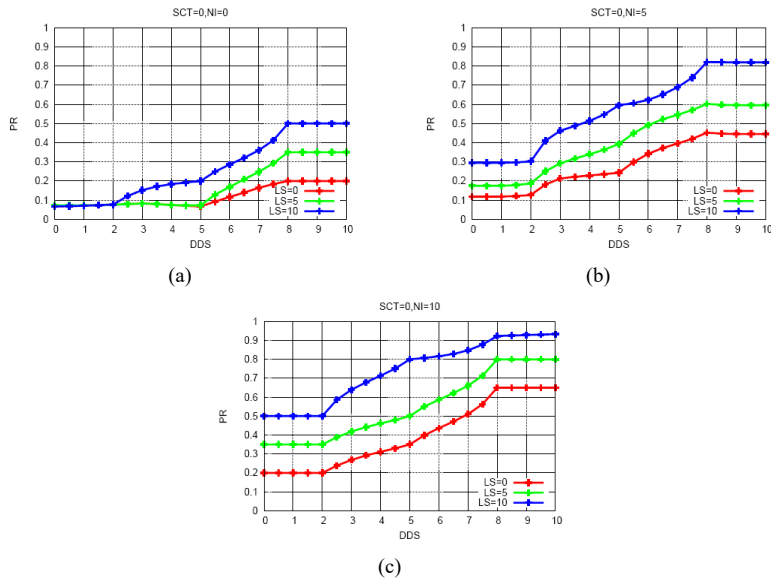 SCT=0,NI=0
1
0.9
0.8
0.7
0.6
0.5
0.4
0.3
0.2
0.1
0
PR
0 1 2 3 4 5 6 7 8 9 10
DDS
LS=0
LS=5
LS=10
(a)
SCT=0,NI=5
1
0.9
0.8
0.7
0.6
0.5
0.4
0.3
0.2
0.1
0
PR
0 1 2 3 4 5 6 7 8 9 10
DDS
LS=0
LS=5
LS=10
(b)
SCT=0,NI=10
1
0.9
0.8
0.7
0.6
0.5
0.4
0.3
0.2
0.1
0
PR
0 1 2 3 4 5 6 7 8 9 10
DDS
LS=0
LS=5
LS=10
(c)